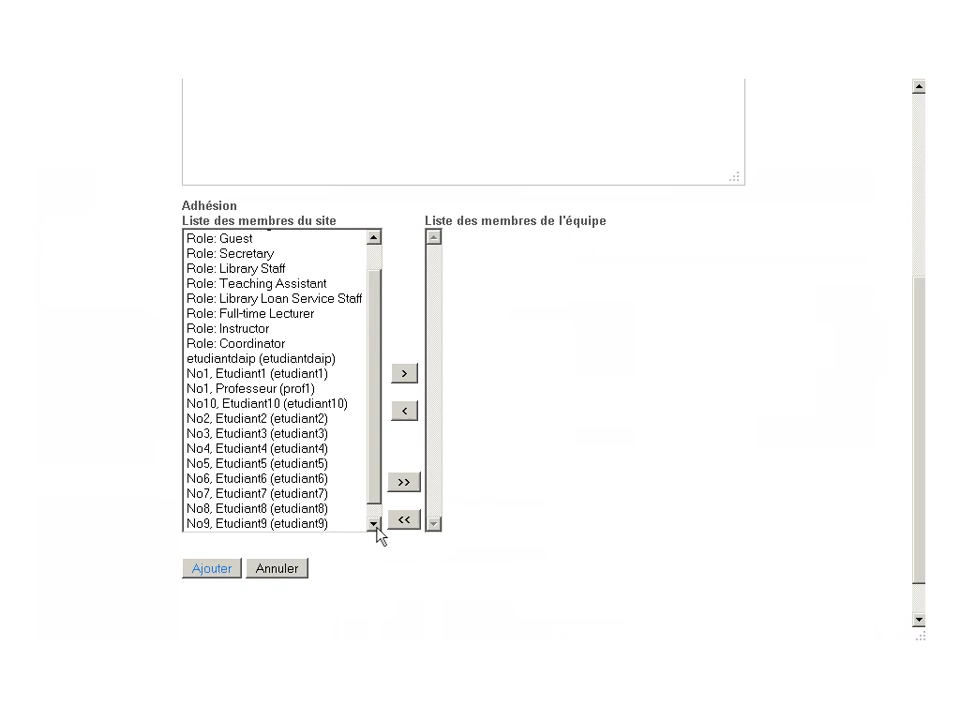 Adhésion
Liste des membres du site
Liste des membres de l'équipe
Role: Guest
Role: Secretary
Role: Library Staff
Role: Teaching Assistant
Role: Library Loan Service Staff
Role: Full-time Lecturer
Role: Instructor
Role: Coordinator
etudiantdaip (etudiantdaip)
No1, Etudiant1 (etudiant1)
No1, Professeur (prof1)
No10, Etudiant10 (etudiant10)
No2, Etudiant2 (etudiant2)
No3, Etudiant3 (etudiant3)
No4, Etudiant4 (etudiant4)
No5, Etudiant5 (etudiant5)
No6, Etudiant6 (etudiant6)
No7, Etudiant7 (etudiant7)
No8, Etudiant8 (etudiant8)
No9, Etudiant9 (etudiant9)
>
<
>>
<<
Ajouter
Annuler